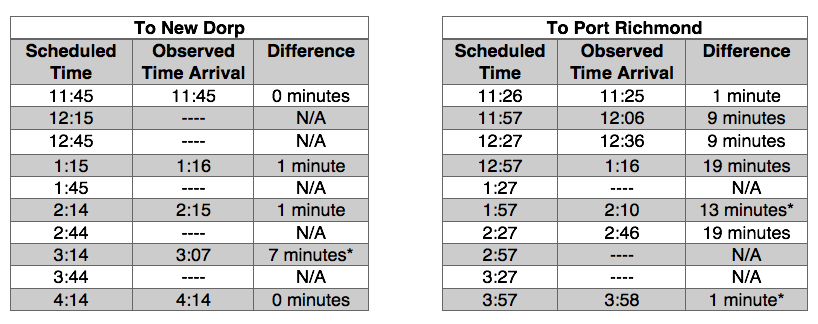 To New Dorp
Scheduled Time Observed Time Arrival Difference
11:45 11:45 0 minutes
12:15 ---- N/A
12:45 ---- N/A
1:15 1:16 1 minute
1:45 ---- N/A
2:14 2:15 1 minute
2:44 ---- N/A
3:14 3:07 7 minutes*
3:44 ---- N/A
4:14 4:14 0 minutes
To Port Richmond
Scheduled Time Observed Time Arrival Difference
11:26 11:25 1 minute
11:57 12:06 9 minutes
12:27 12:36 9 minutes
12:57 1:16 19 minutes
1:27 ---- N/A
1:57 2:10 13 minutes*
2:27 2:46 19 minutes
2:57 ---- N/A
3:27 ---- N/A
3:57 3:58 1 minute*